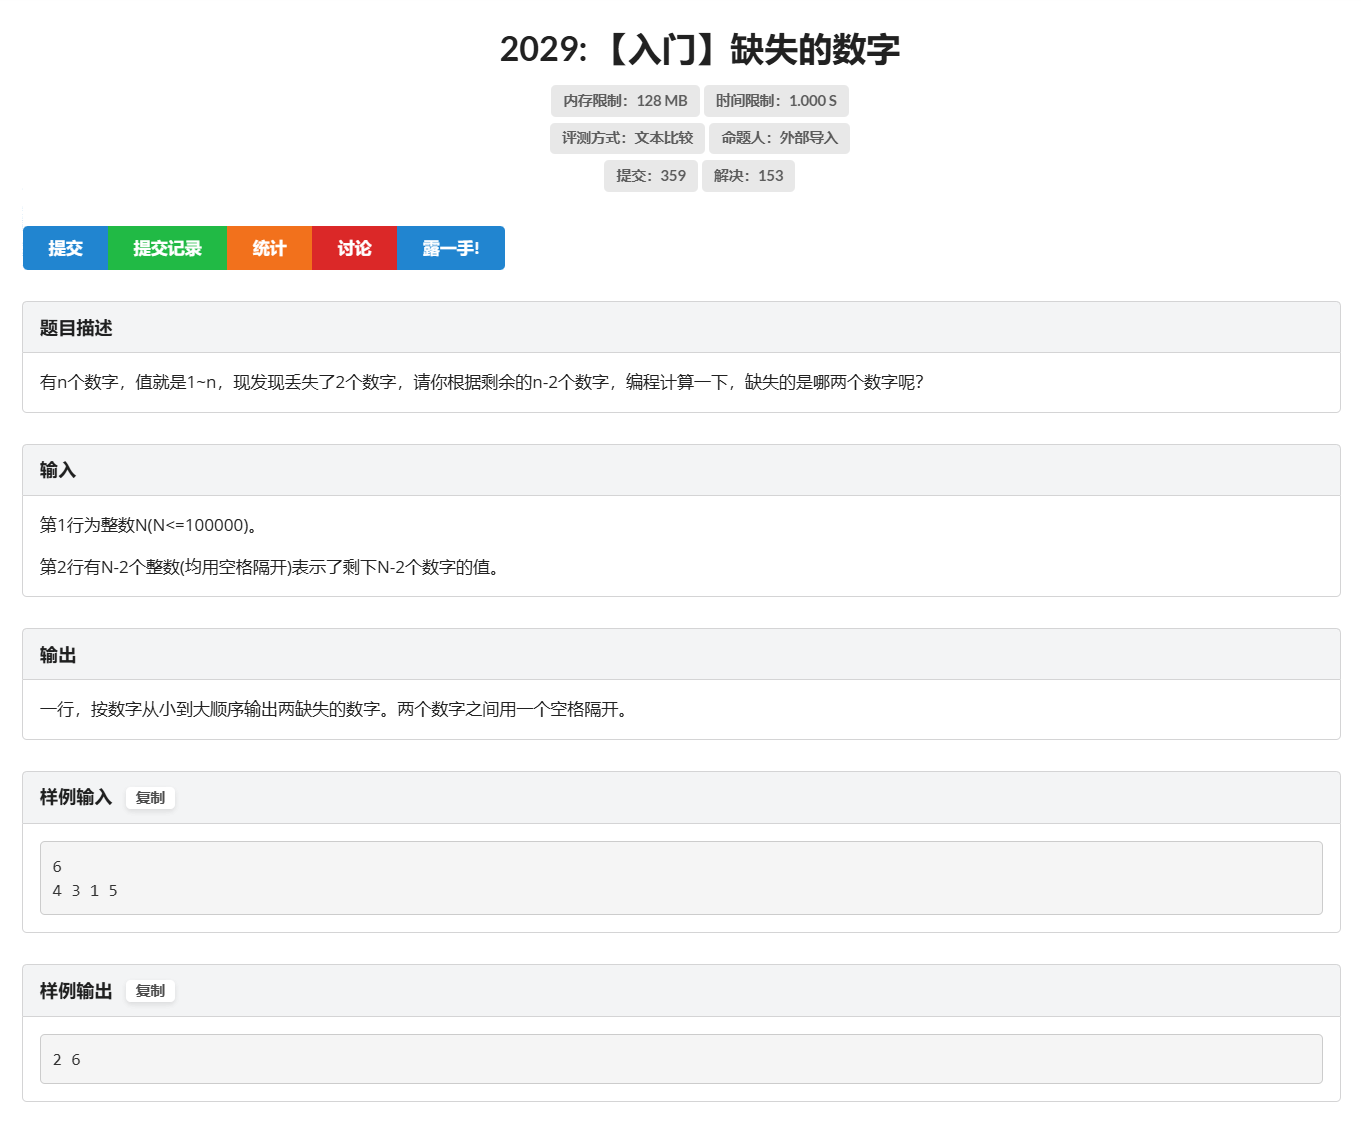 2029: 【入门】缺失的数字
内存限制：128 MB 时间限制：1.000 S
评测方式：文本比较 命题人：外部导入
提交：359 解决：153
提交 提交记录 统计 讨论 露一手!
题目描述
有n个数字，值就是1~n，现发现丢失了2个数字，请你根据剩余的n-2个数字，编程计算一下，缺失的是哪两个数字呢？
输入
第1行为整数N(N<=100000)。
第2行有N-2个整数(均用空格隔开)表示了剩下N-2个数字的值。
输出
一行，按数字从小到大顺序输出两缺失的数字。两个数字之间用一个空格隔开。
样例输入 复制
6
4 3 1 5
样例输出 复制
2 6